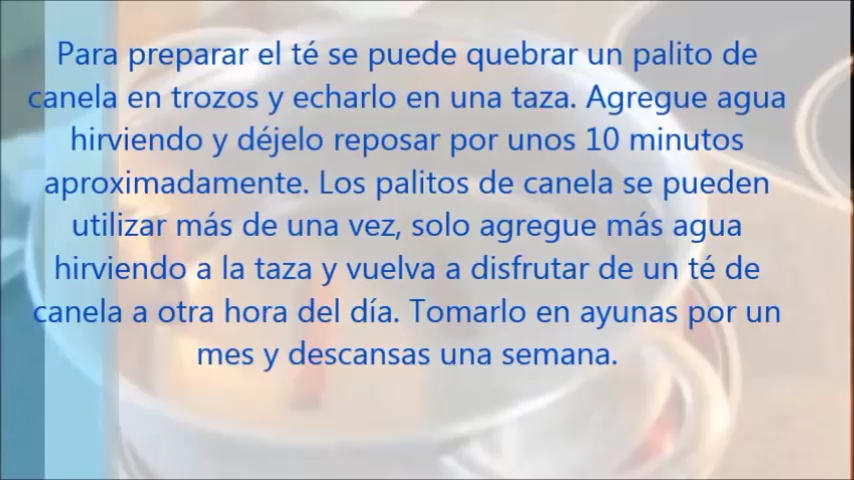 Para preparar el té se puede quebrar un palito de
canela en trozos y echarlo en una taza. Agregue agua
hirviendo y déjelo reposar por unos 10 minutos
aproximadamente. Los palitos de canela se pueden
utilizar más de una vez, solo agregue más agua
hirviendo a la taza y vuelva a disfrutar de un té de
canela a otra hora del día. Tomarlo en ayunas por un
mes y descansas una semana.